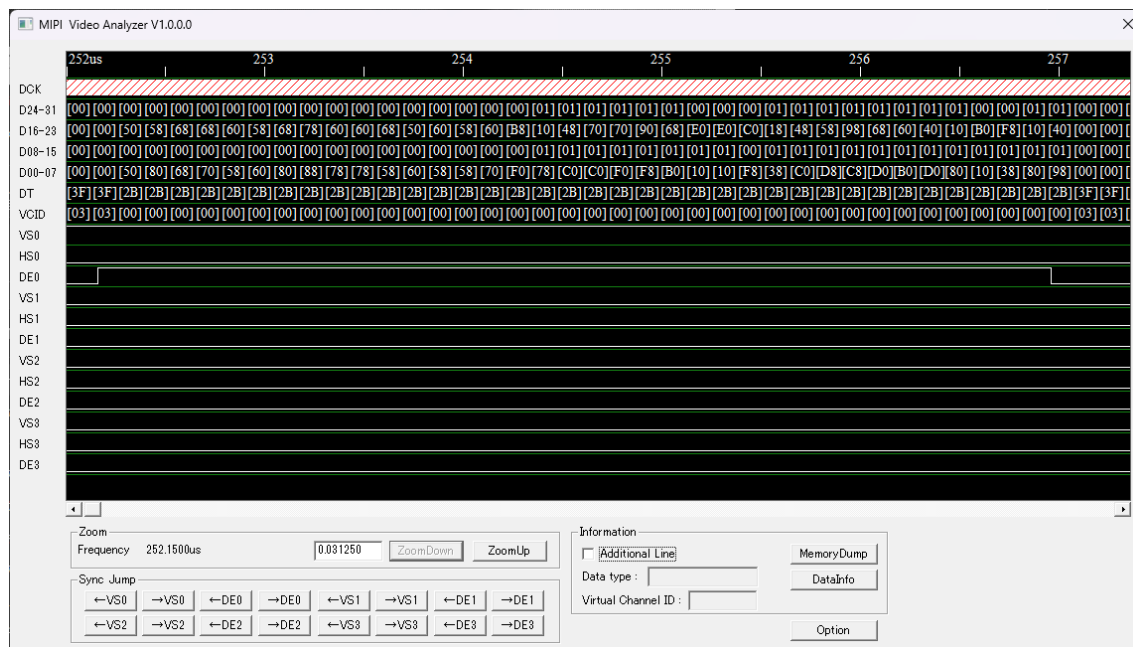 MIPI Video Analyzer V1.0.0.0
252us 253 254 255 256 257
DCK
D24-31 [00][00][00][00][00][00][00][00][00][00][00][00][00][00][00][00][00][00][01][01][01][01][01][01][00][00][00][00][01][01][01][01][01][01][01][01][01][01][01][00][00][
D16-23 [00][00][50][58][68][68][60][58][68][78][60][60][68][50][60][58][60][B8][10][48][70][70][90][68][E0][E0][C0][18][48][58][98][68][60][40][10][B0][F8][10][40][00][00][
D08-15 [00][00][00][00][00][00][00][00][00][00][00][00][00][00][00][00][00][00][01][01][01][01][01][01][01][01][00][01][01][01][01][01][01][01][01][01][01][01][01][00][00][
D00-07 [00][00][50][80][68][70][58][60][80][88][78][78][58][60][58][58][70][F0][78][C0][C0][F0][F8][B0][10][10][F8][38][C0][D8][C8][D0][B0][D0][80][10][38][80][98][00][00][
DT [3F][3F][2B][2B][2B][2B][2B][2B][2B][2B][2B][2B][2B][2B][2B][2B][2B][2B][2B][2B][2B][2B][2B][2B][2B][2B][2B][2B][2B][2B][2B][2B][2B][2B][2B][2B][2B][2B][2B][3F][3F][
VCID [03][03][00][00][00][00][00][00][00][00][00][00][00][00][00][00][00][00][00][00][00][00][00][00][00][00][00][00][00][00][00][00][00][00][00][00][00][00][00][03][03][
VS0
HS0
DE0
VS1
HS1
DE1
VS2
HS2
DE2
VS3
HS3
DE3
Zoom
Frequency 252.1500us 0.031250 ZoomDown ZoomUp
Sync Jump
←VS0 →VS0 ←DE0 →DE0 ←VS1 →VS1 ←DE1 →DE1
←VS2 →VS2 ←DE2 →DE2 ←VS3 →VS3 ←DE3 →DE3
Information
Additional Line MemoryDump
Data type : DataInfo
Virtual Channel ID :
Option